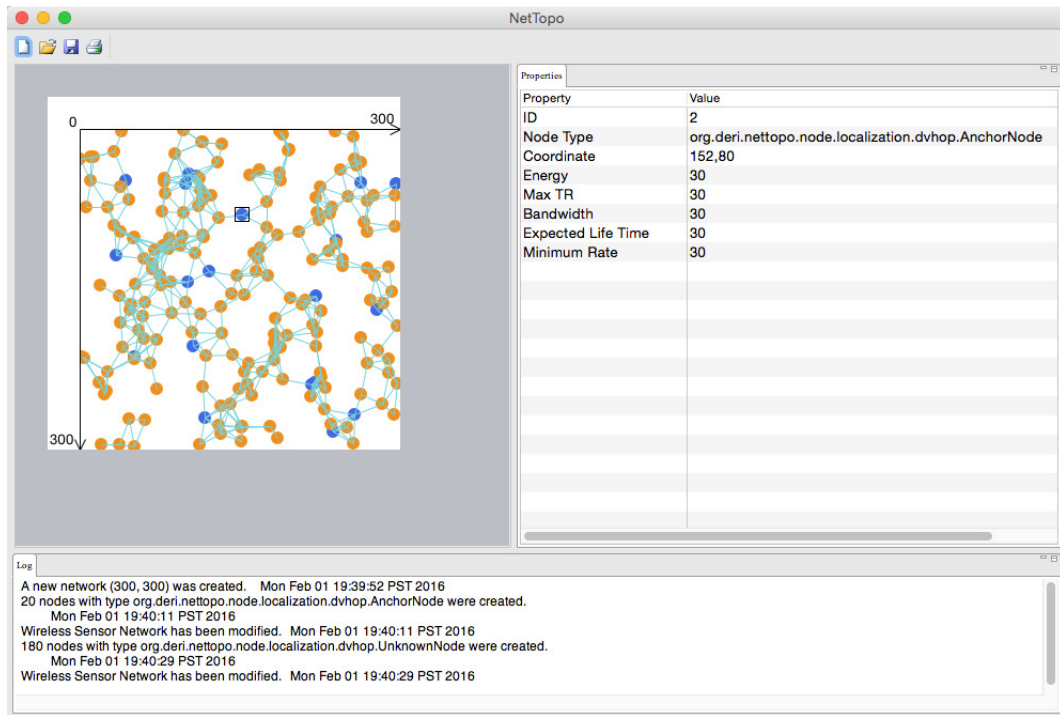 NetTopo
0
300
300
Properties
Property Value
ID 2
Node Type org.deri.nettopo.node.localization.dvhop.AnchorNode
Coordinate 152,80
Energy 30
Max TR 30
Bandwidth 30
Expected Life Time 30
Minimum Rate 30
Log
A new network (300, 300) was created. Mon Feb 01 19:39:52 PST 2016
20 nodes with type org.deri.nettopo.node.localization.dvhop.AnchorNode were created.
Mon Feb 01 19:40:11 PST 2016
Wireless Sensor Network has been modified. Mon Feb 01 19:40:11 PST 2016
180 nodes with type org.deri.nettopo.node.localization.dvhop.UnknownNode were created.
Mon Feb 01 19:40:29 PST 2016
Wireless Sensor Network has been modified. Mon Feb 01 19:40:29 PST 2016